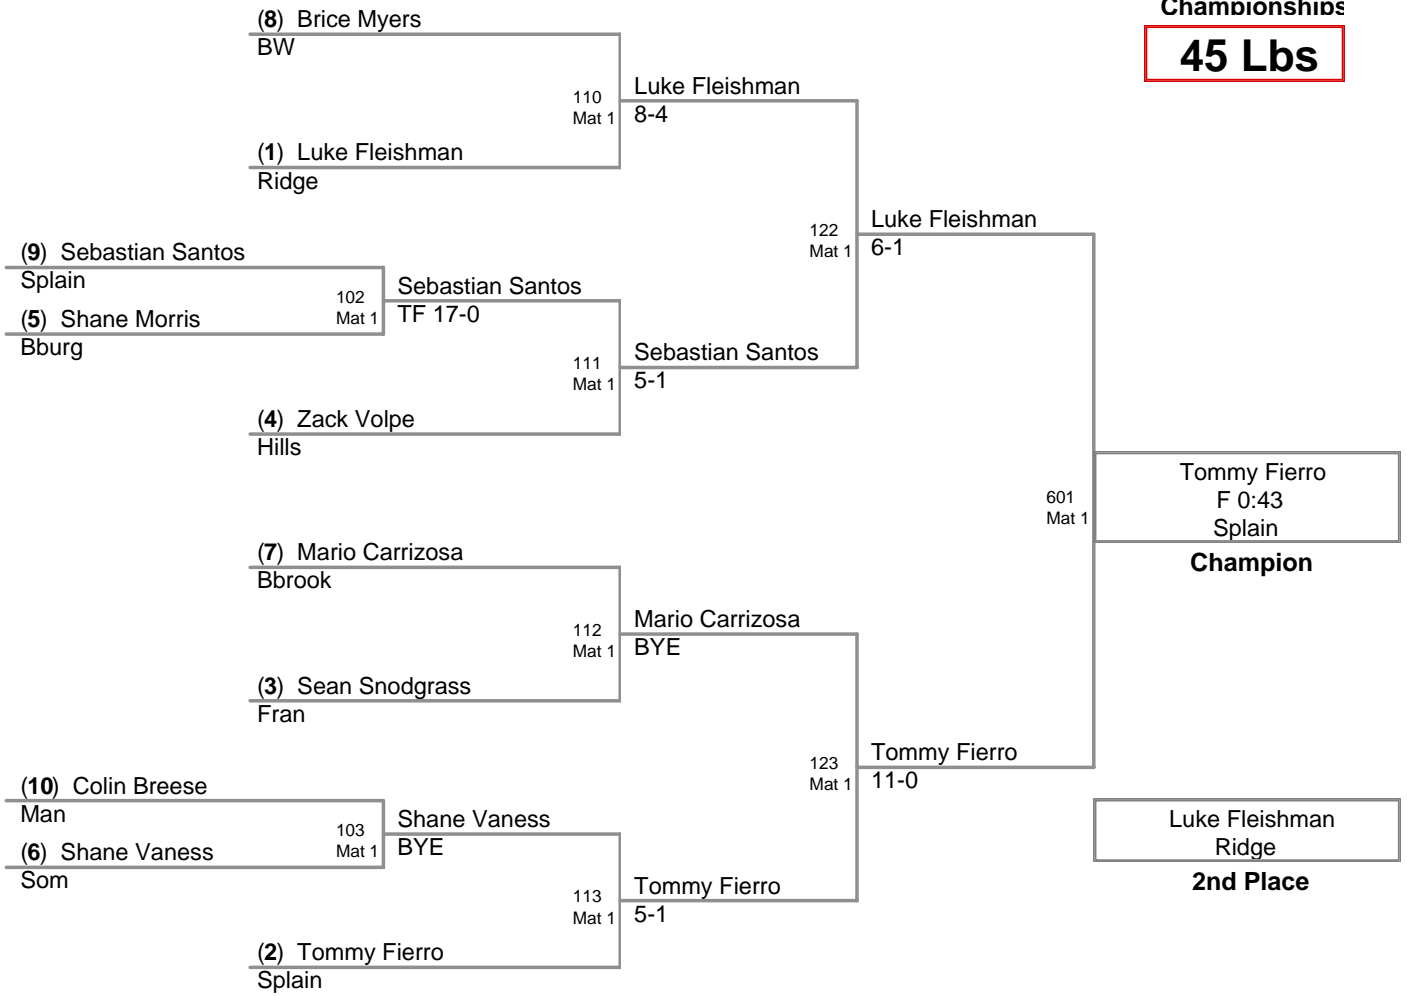 Championships
45 Lbs
(8) Brice Myers
BW
110
Mat 1
Luke Fleishman
8-4
(1) Luke Fleishman
Ridge
122
Mat 1
Luke Fleishman
6-1
(9) Sebastian Santos
Splain
102
Mat 1
Sebastian Santos
TF 17-0
(5) Shane Morris
Bburg
111
Mat 1
Sebastian Santos
5-1
(4) Zack Volpe
Hills
601
Mat 1
Tommy Fierro
F 0:43
Splain
Champion
(7) Mario Carrizosa
Bbrook
112
Mat 1
Mario Carrizosa
BYE
(3) Sean Snodgrass
Fran
123
Mat 1
Tommy Fierro
11-0
(10) Colin Breese
Man
103
Mat 1
Shane Vaness
BYE
(6) Shane Vaness
Som
113
Mat 1
Tommy Fierro
5-1
(2) Tommy Fierro
Splain
Luke Fleishman
Ridge
2nd Place